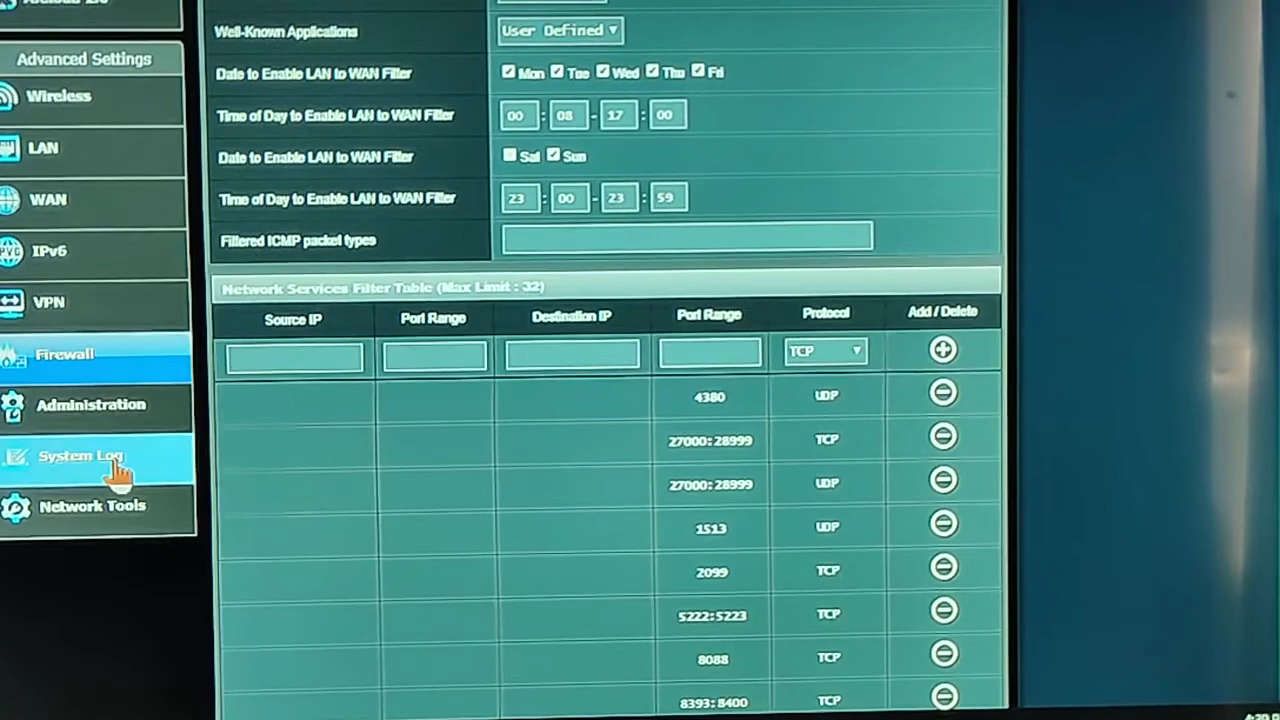 Advanced Settings
Wireless
LAN
WAN
IPv6
VPN
Firewall
Administration
System Log
Network Tools
Well-Known Applications
User Defined
Date to Enable LAN to WAN Filter
Mon Tue Wed Thu Fri
Time of Day to Enable LAN to WAN Filter
00 : 08 - 17 : 00
Date to Enable LAN to WAN Filter
Sat Sun
Time of Day to Enable LAN to WAN Filter
23 : 00 - 23 : 59
Filtered ICMP packet types
Network Services Filter Table (Max Limit : 32)
Source IP Port Range Destination IP Port Range Protocol Add / Delete
TCP
4380 UDP
27000:28999 TCP
27000:28999 UDP
1513 UDP
2099 TCP
5222:5223 TCP
8088 TCP
8393:8400 TCP